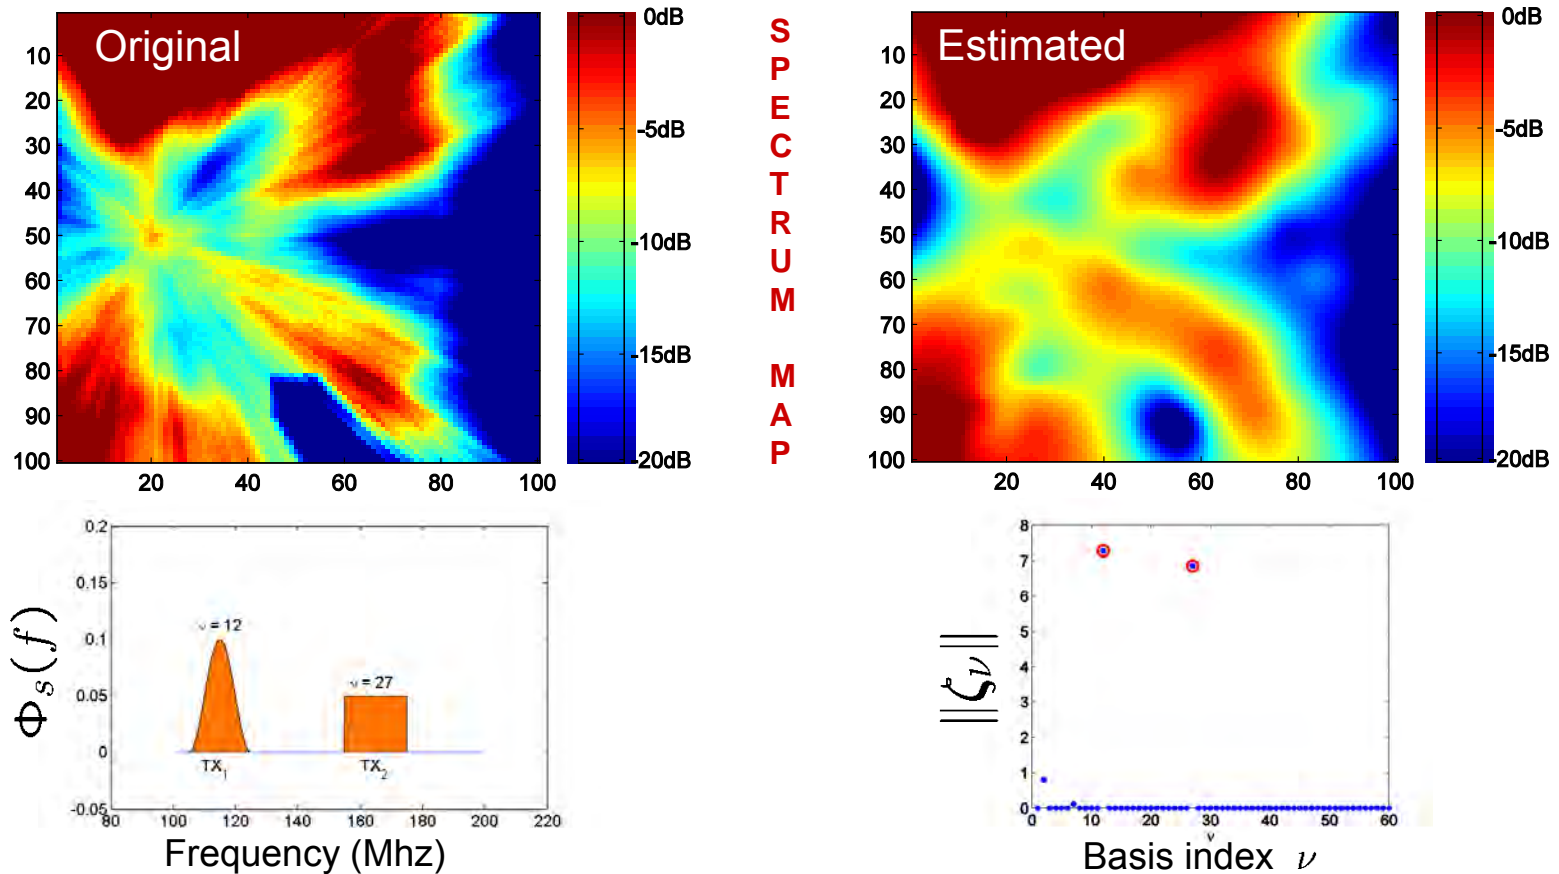 Original
10
20
30
40
50
60
70
80
90
100
20 40 60 80 100
0dB
-5dB
-10dB
-15dB
-20dB
SPECTRUM MAP
Estimated
10
20
30
40
50
60
70
80
90
100
20 40 60 80 100
0dB
-5dB
-10dB
-15dB
-20dB
Φs(f)
0.2
0.15
0.1
0.05
0
-0.05
ν = 12
ν = 27
TX1
TX2
80 100 120 140 160 180 200 220
Frequency (Mhz)
||ζν||
8
7
6
5
4
3
2
1
0
0 10 20 30 40 50 60
ν
Basis index ν